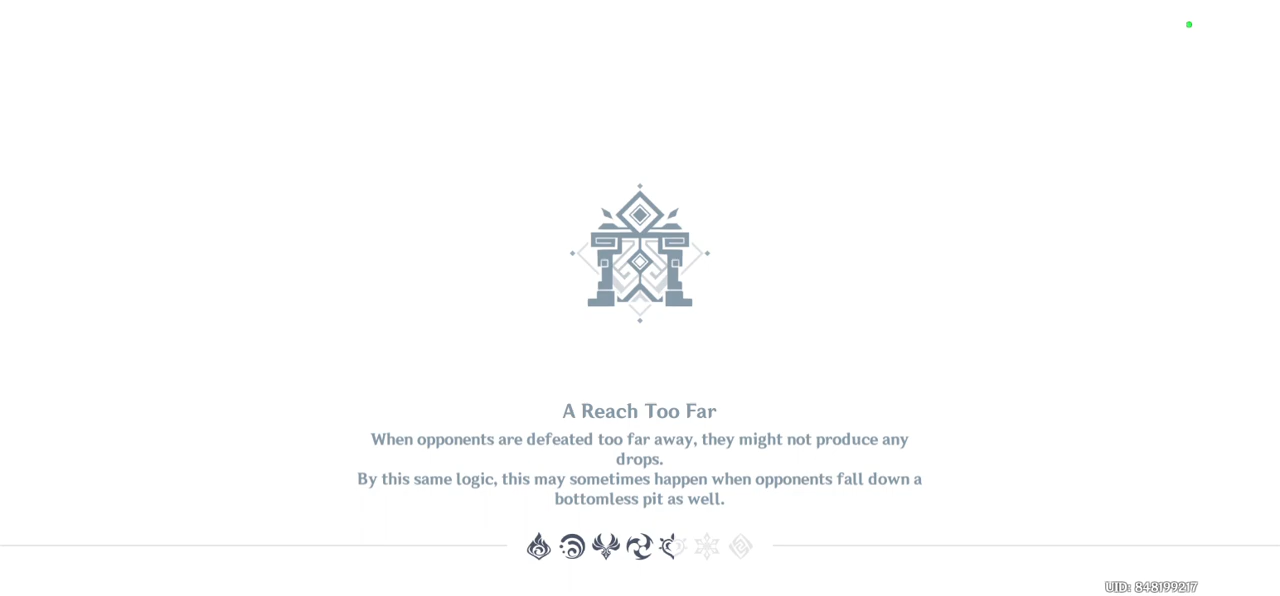 A Reach Too Far
When opponents are defeated too far away, they might not produce any
drops.
By this same logic, this may sometimes happen when opponents fall down a
bottomless pit as well.
UID: 848199217